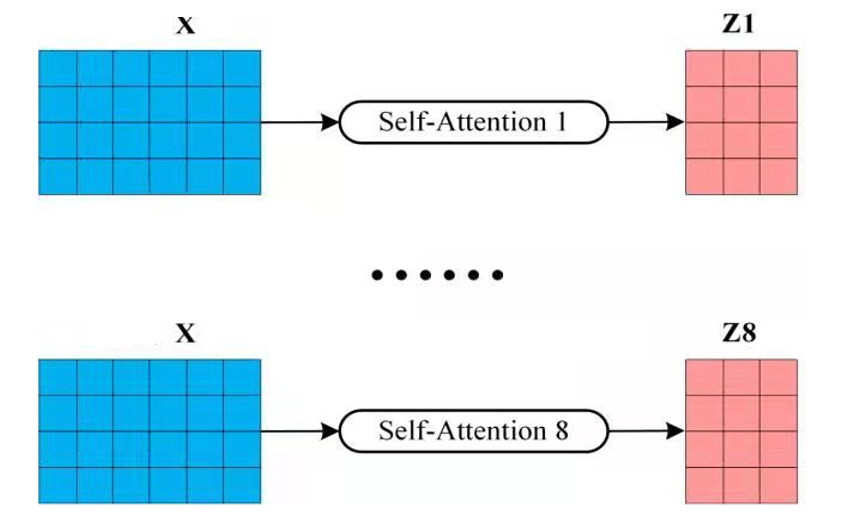 X
Z1
Self-Attention 1
......
X
Z8
Self-Attention 8